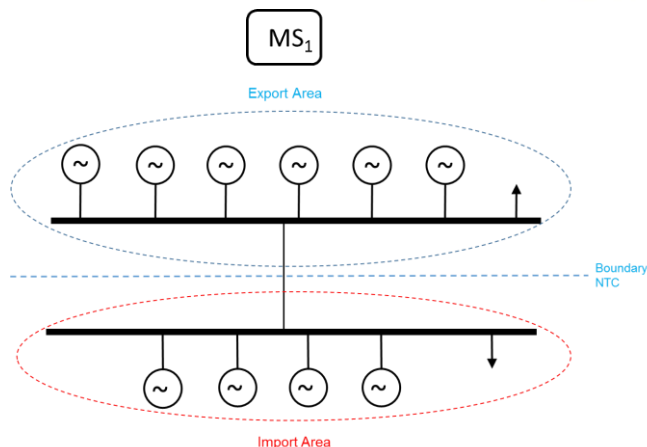 MS₁
Export Area
~ ~ ~ ~ ~ ~
Boundary
NTC
~ ~ ~ ~
Import Area